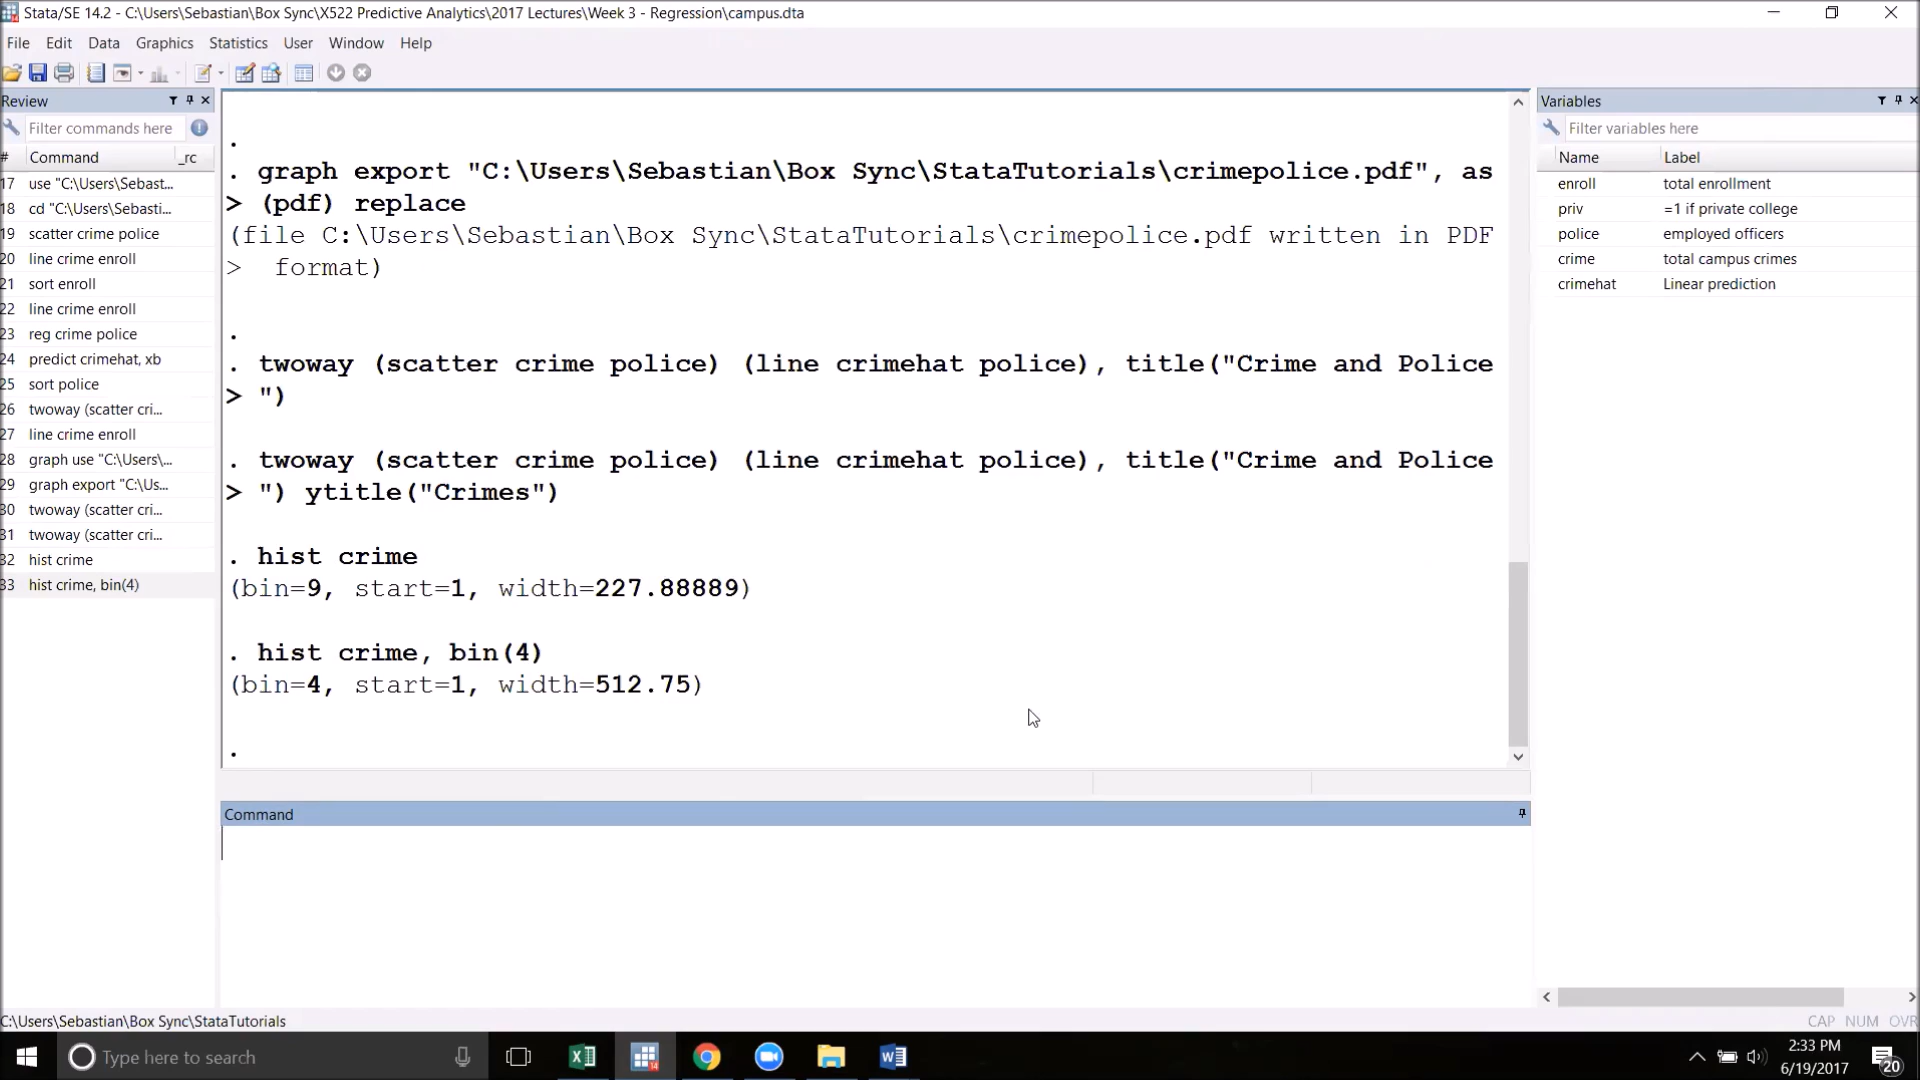 Stata/SE 14.2 - C:\Users\Sebastian\Box Sync\X522 Predictive Analytics\2017 Lectures\Week 3 - Regression\campus.dta
File Edit Data Graphics Statistics User Window Help
Review
Filter commands here
# Command _rc
17 use "C:\Users\Sebast...
18 cd "C:\Users\Sebasti...
19 scatter crime police
20 line crime enroll
21 sort enroll
22 line crime enroll
23 reg crime police
24 predict crimehat, xb
25 sort police
26 twoway (scatter cri...
27 line crime enroll
28 graph use "C:\Users\...
29 graph export "C:\Us...
30 twoway (scatter cri...
31 twoway (scatter cri...
32 hist crime
33 hist crime, bin(4)
.
. graph export "C:\Users\Sebastian\Box Sync\StataTutorials\crimepolice.pdf", as
> (pdf) replace
(file C:\Users\Sebastian\Box Sync\StataTutorials\crimepolice.pdf written in PDF
>  format)
.
. twoway (scatter crime police) (line crimehat police), title("Crime and Police
> ")
. twoway (scatter crime police) (line crimehat police), title("Crime and Police
> ") ytitle("Crimes")
. hist crime
(bin=9, start=1, width=227.88889)
. hist crime, bin(4)
(bin=4, start=1, width=512.75)
.
Command
Variables
Filter variables here
Name Label
enroll total enrollment
priv =1 if private college
police employed officers
crime total campus crimes
crimehat Linear prediction
C:\Users\Sebastian\Box Sync\StataTutorials
CAP NUM OVR
Type here to search
2:33 PM
6/19/2017
20